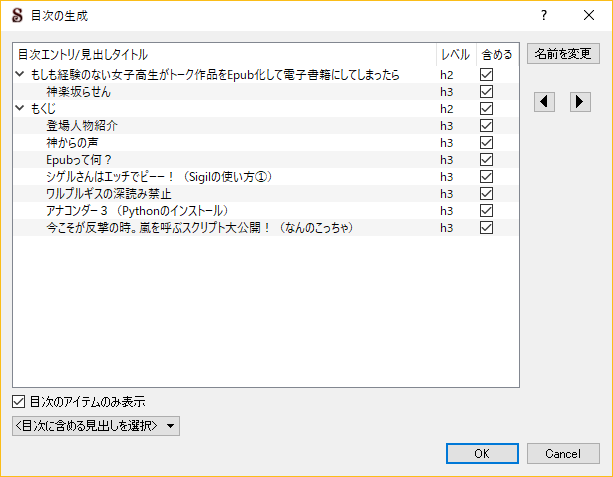 目次の生成
目次エントリ/見出しタイトル レベル 含める
もしも経験のない女子高生がトーク作品をEpub化して電子書籍にしてしまったら h2
神楽坂らせん h3
もくじ h2
登場人物紹介 h3
神からの声 h3
Epubって何？ h3
シゲルさんはエッチでピーー！（Sigilの使い方①） h3
ワルプルギスの深読み禁止 h3
アナコンダー３（Pythonのインストール） h3
今こそが反撃の時。嵐を呼ぶスクリプト大公開！（なんのこっちゃ） h3
名前を変更
目次のアイテムのみ表示
<目次に含める見出しを選択>
OK Cancel